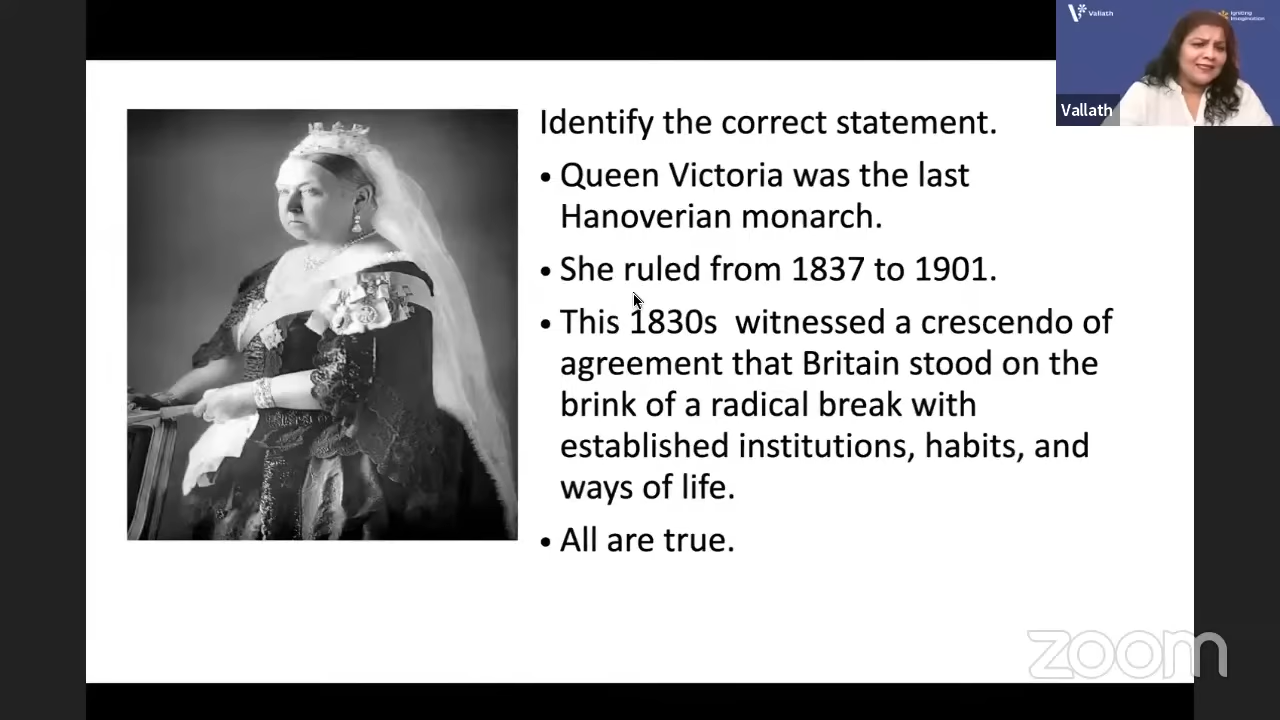 Vallath
Igniting
Imagination
Vallath
Identify the correct statement.
• Queen Victoria was the last
Hanoverian monarch.
• She ruled from 1837 to 1901.
• This 1830s witnessed a crescendo of
agreement that Britain stood on the
brink of a radical break with
established institutions, habits, and
ways of life.
• All are true.
zoom